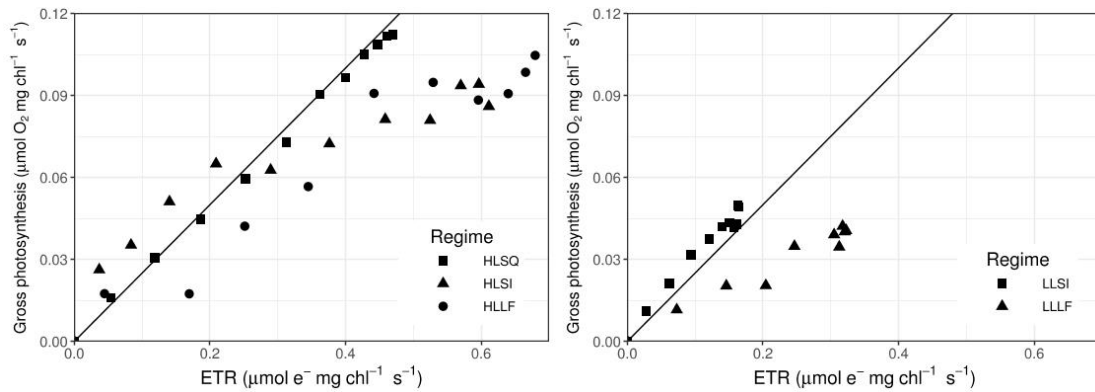 Gross photosynthesis (μmol O₂ mg chl⁻¹ s⁻¹)
0.12
0.09
0.06
0.03
0.00
0.0
0.2
0.4
0.6
ETR (μmol e⁻ mg chl⁻¹ s⁻¹)
Regime
HLSQ
HLSI
HLLF
Gross photosynthesis (μmol O₂ mg chl⁻¹ s⁻¹)
0.12
0.09
0.06
0.03
0.00
0.0
0.2
0.4
0.6
ETR (μmol e⁻ mg chl⁻¹ s⁻¹)
Regime
LLSI
LLLF